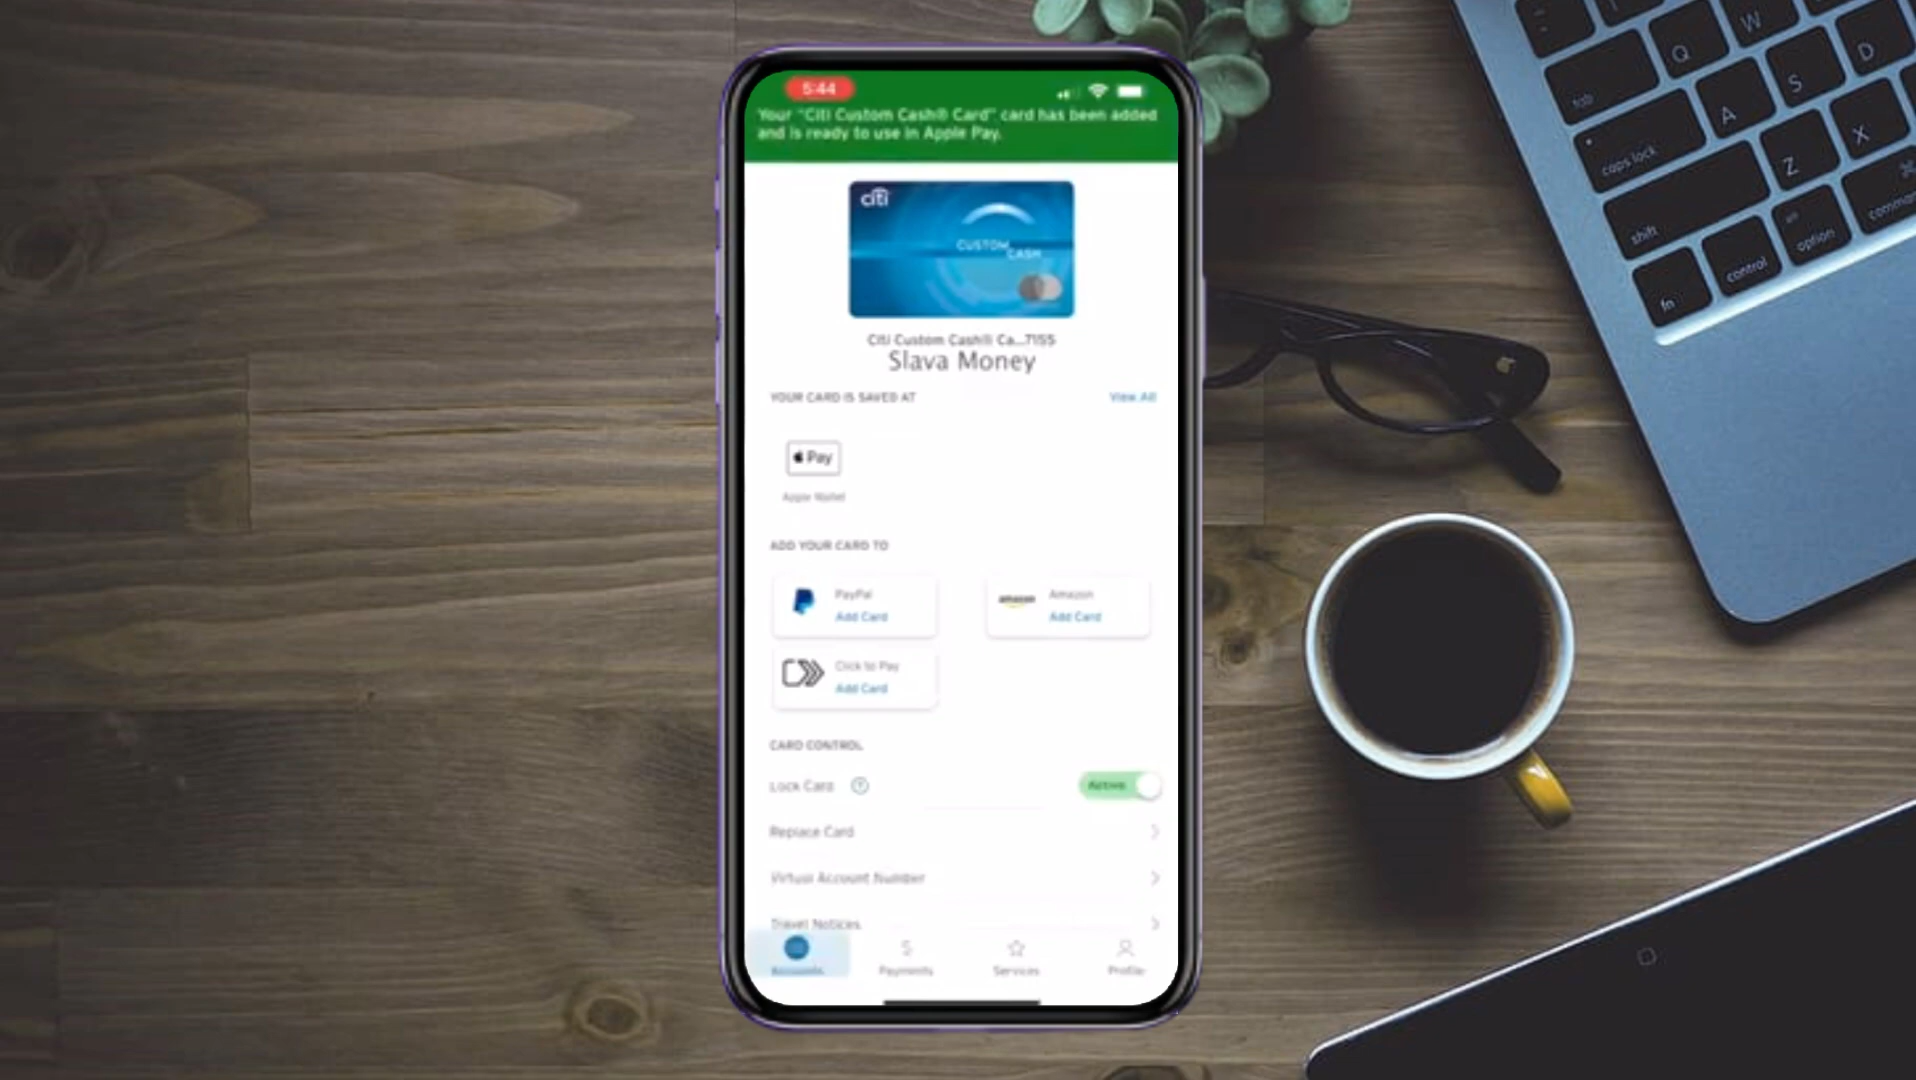 5:44
Your "Citi Custom Cash® Card" card has been added
and is ready to use in Apple Pay.
citi
CUSTOM
CASH
Citi Custom Cash® Ca...7155
Slava Money
YOUR CARD IS SAVED AT
View All
Pay
Apple Wallet
ADD YOUR CARD TO
PayPal
Add Card
amazon
Amazon
Add Card
Click to Pay
Add Card
CARD CONTROL
Lock Card
Active
Replace Card
Virtual Account Number
Travel Notices
Accounts
Payments
Services
Profile
Q
W
tab
A
S
D
caps lock
Z
X
shift
fn
control
alt
option
⌘